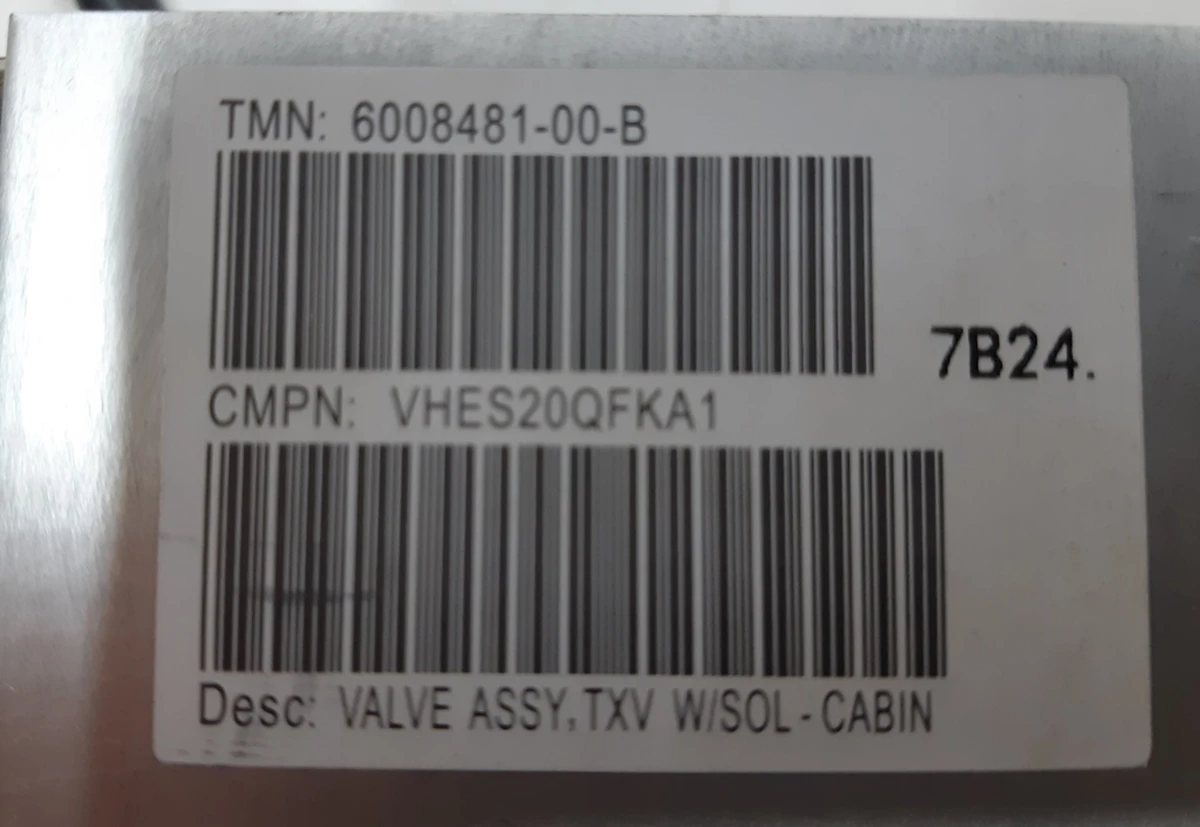 TMN: 6008481-00-B
7B24.
CMPN: VHES20QFKA1
Desc: VALVE ASSY, TXV W/SOL - CABIN